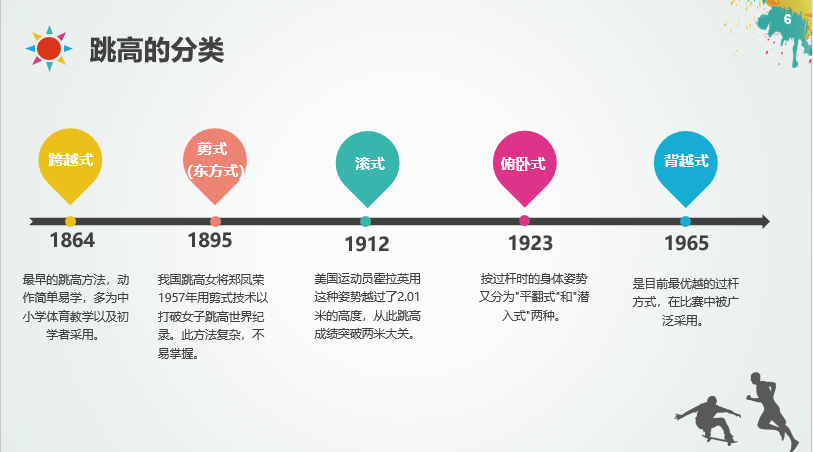 6
跳高的分类
跨越式
剪式
(东方式)
滚式
俯卧式
背越式
1864
1895
1912
1923
1965
最早的跳高方法，动
作简单易学，多为中
小学体育教学以及初
学者采用。
我国跳高女将郑凤荣
1957年用剪式技术以
打破女子跳高世界纪
录。此方法复杂，不
易掌握。
美国运动员霍拉英用
这种姿势越过了2.01
米的高度，从此跳高
成绩突破两米大关。
按过杆时的身体姿势
又分为"平翻式"和"潜
入式"两种。
是目前最优越的过杆
方式，在比赛中被广
泛采用。